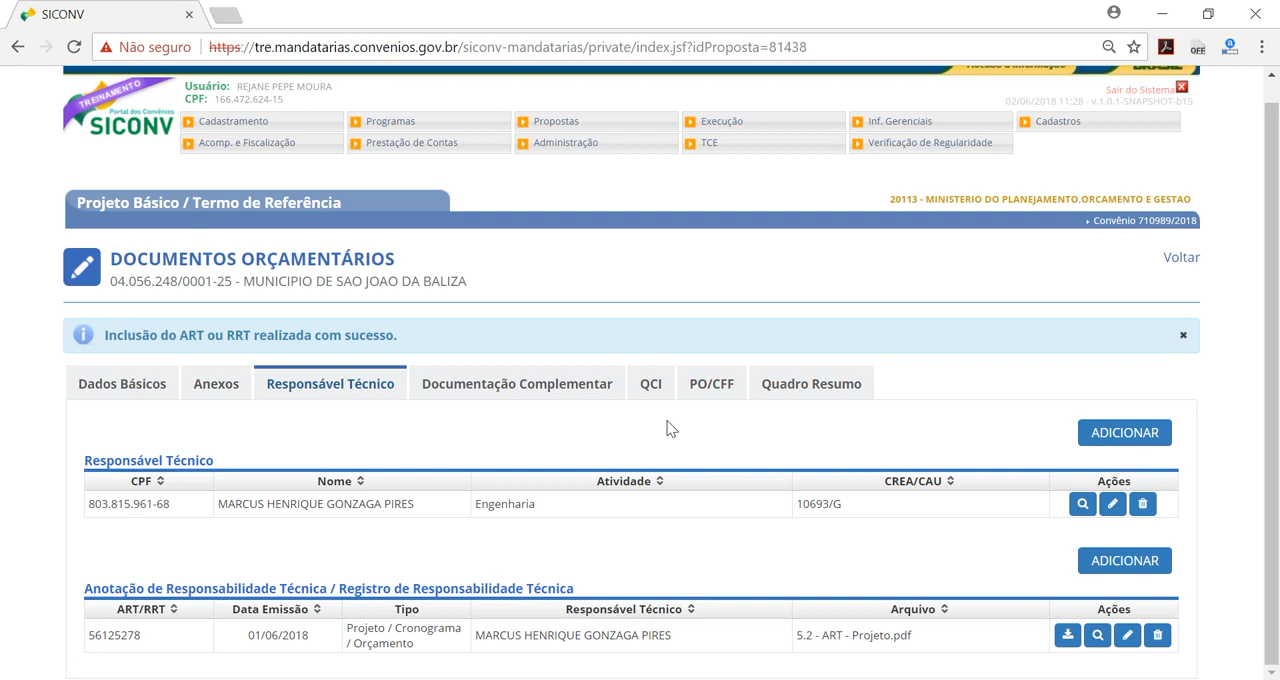 SICONV
Não seguro
https://tre.mandatarias.convenios.gov.br/siconv-mandatarias/private/index.jsf?idProposta=81438
OFF
TREINAMENTO
Portal dos Convênios
SICONV
Usuário: REJANE PEPE MOURA
CPF: 166.472.624-15
Acesso a Informação
BRASIL
Sair do Sistema
02/06/2018 11:28 - v.1.0.1-SNAPSHOT-b15
Cadastramento
Programas
Propostas
Execução
Inf. Gerenciais
Cadastros
Acomp. e Fiscalização
Prestação de Contas
Administração
TCE
Verificação de Regularidade
Projeto Básico / Termo de Referência
20113 - MINISTERIO DO PLANEJAMENTO,ORCAMENTO E GESTAO
Convênio 710989/2018
DOCUMENTOS ORÇAMENTÁRIOS
04.056.248/0001-25 - MUNICIPIO DE SAO JOAO DA BALIZA
Voltar
Inclusão do ART ou RRT realizada com sucesso.
Dados Básicos
Anexos
Responsável Técnico
Documentação Complementar
QCI
PO/CFF
Quadro Resumo
ADICIONAR
Responsável Técnico
CPF Nome Atividade CREA/CAU Ações
803.815.961-68 MARCUS HENRIQUE GONZAGA PIRES Engenharia 10693/G
ADICIONAR
Anotação de Responsabilidade Técnica / Registro de Responsabilidade Técnica
ART/RRT Data Emissão Tipo Responsável Técnico Arquivo Ações
56125278 01/06/2018 Projeto / Cronograma / Orçamento MARCUS HENRIQUE GONZAGA PIRES 5.2 - ART - Projeto.pdf